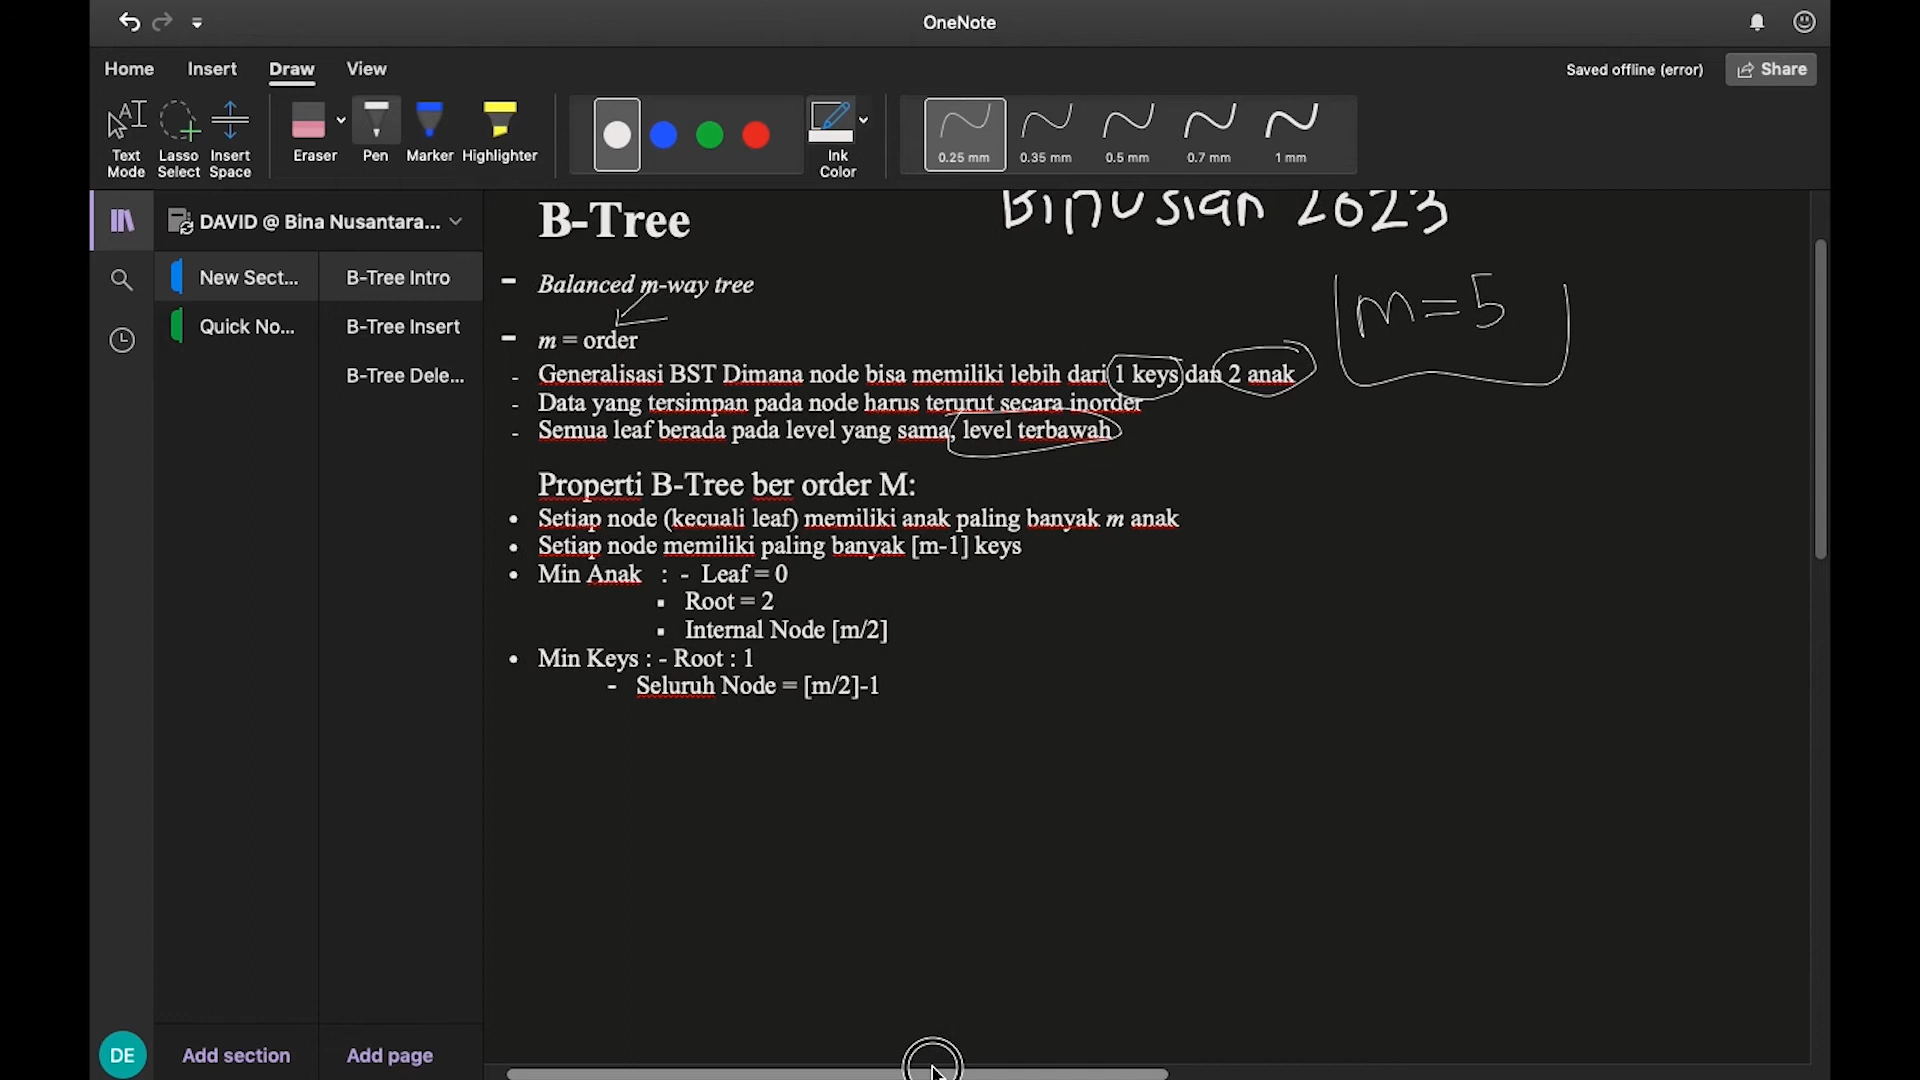 OneNote
Home Insert Draw View
Saved offline (error)
Share
Text Mode
Lasso Select
Insert Space
Eraser
Pen
Marker
Highlighter
Ink Color
0.25 mm
0.35 mm
0.5 mm
0.7 mm
1 mm
DAVID @ Bina Nusantara...
New Sect...
Quick No...
B-Tree Intro
B-Tree Insert
B-Tree Dele...
B-Tree
Binusian 2023
- Balanced m-way tree
m=5
- m = order
- Generalisasi BST Dimana node bisa memiliki lebih dari 1 keys dan 2 anak
- Data yang tersimpan pada node harus terurut secara inorder
- Semua leaf berada pada level yang sama, level terbawah
Properti B-Tree ber order M:
• Setiap node (kecuali leaf) memiliki anak paling banyak m anak
• Setiap node memiliki paling banyak [m-1] keys
• Min Anak : - Leaf = 0
▪ Root = 2
▪ Internal Node [m/2]
• Min Keys : - Root : 1
- Seluruh Node = [m/2]-1
DE
Add section
Add page